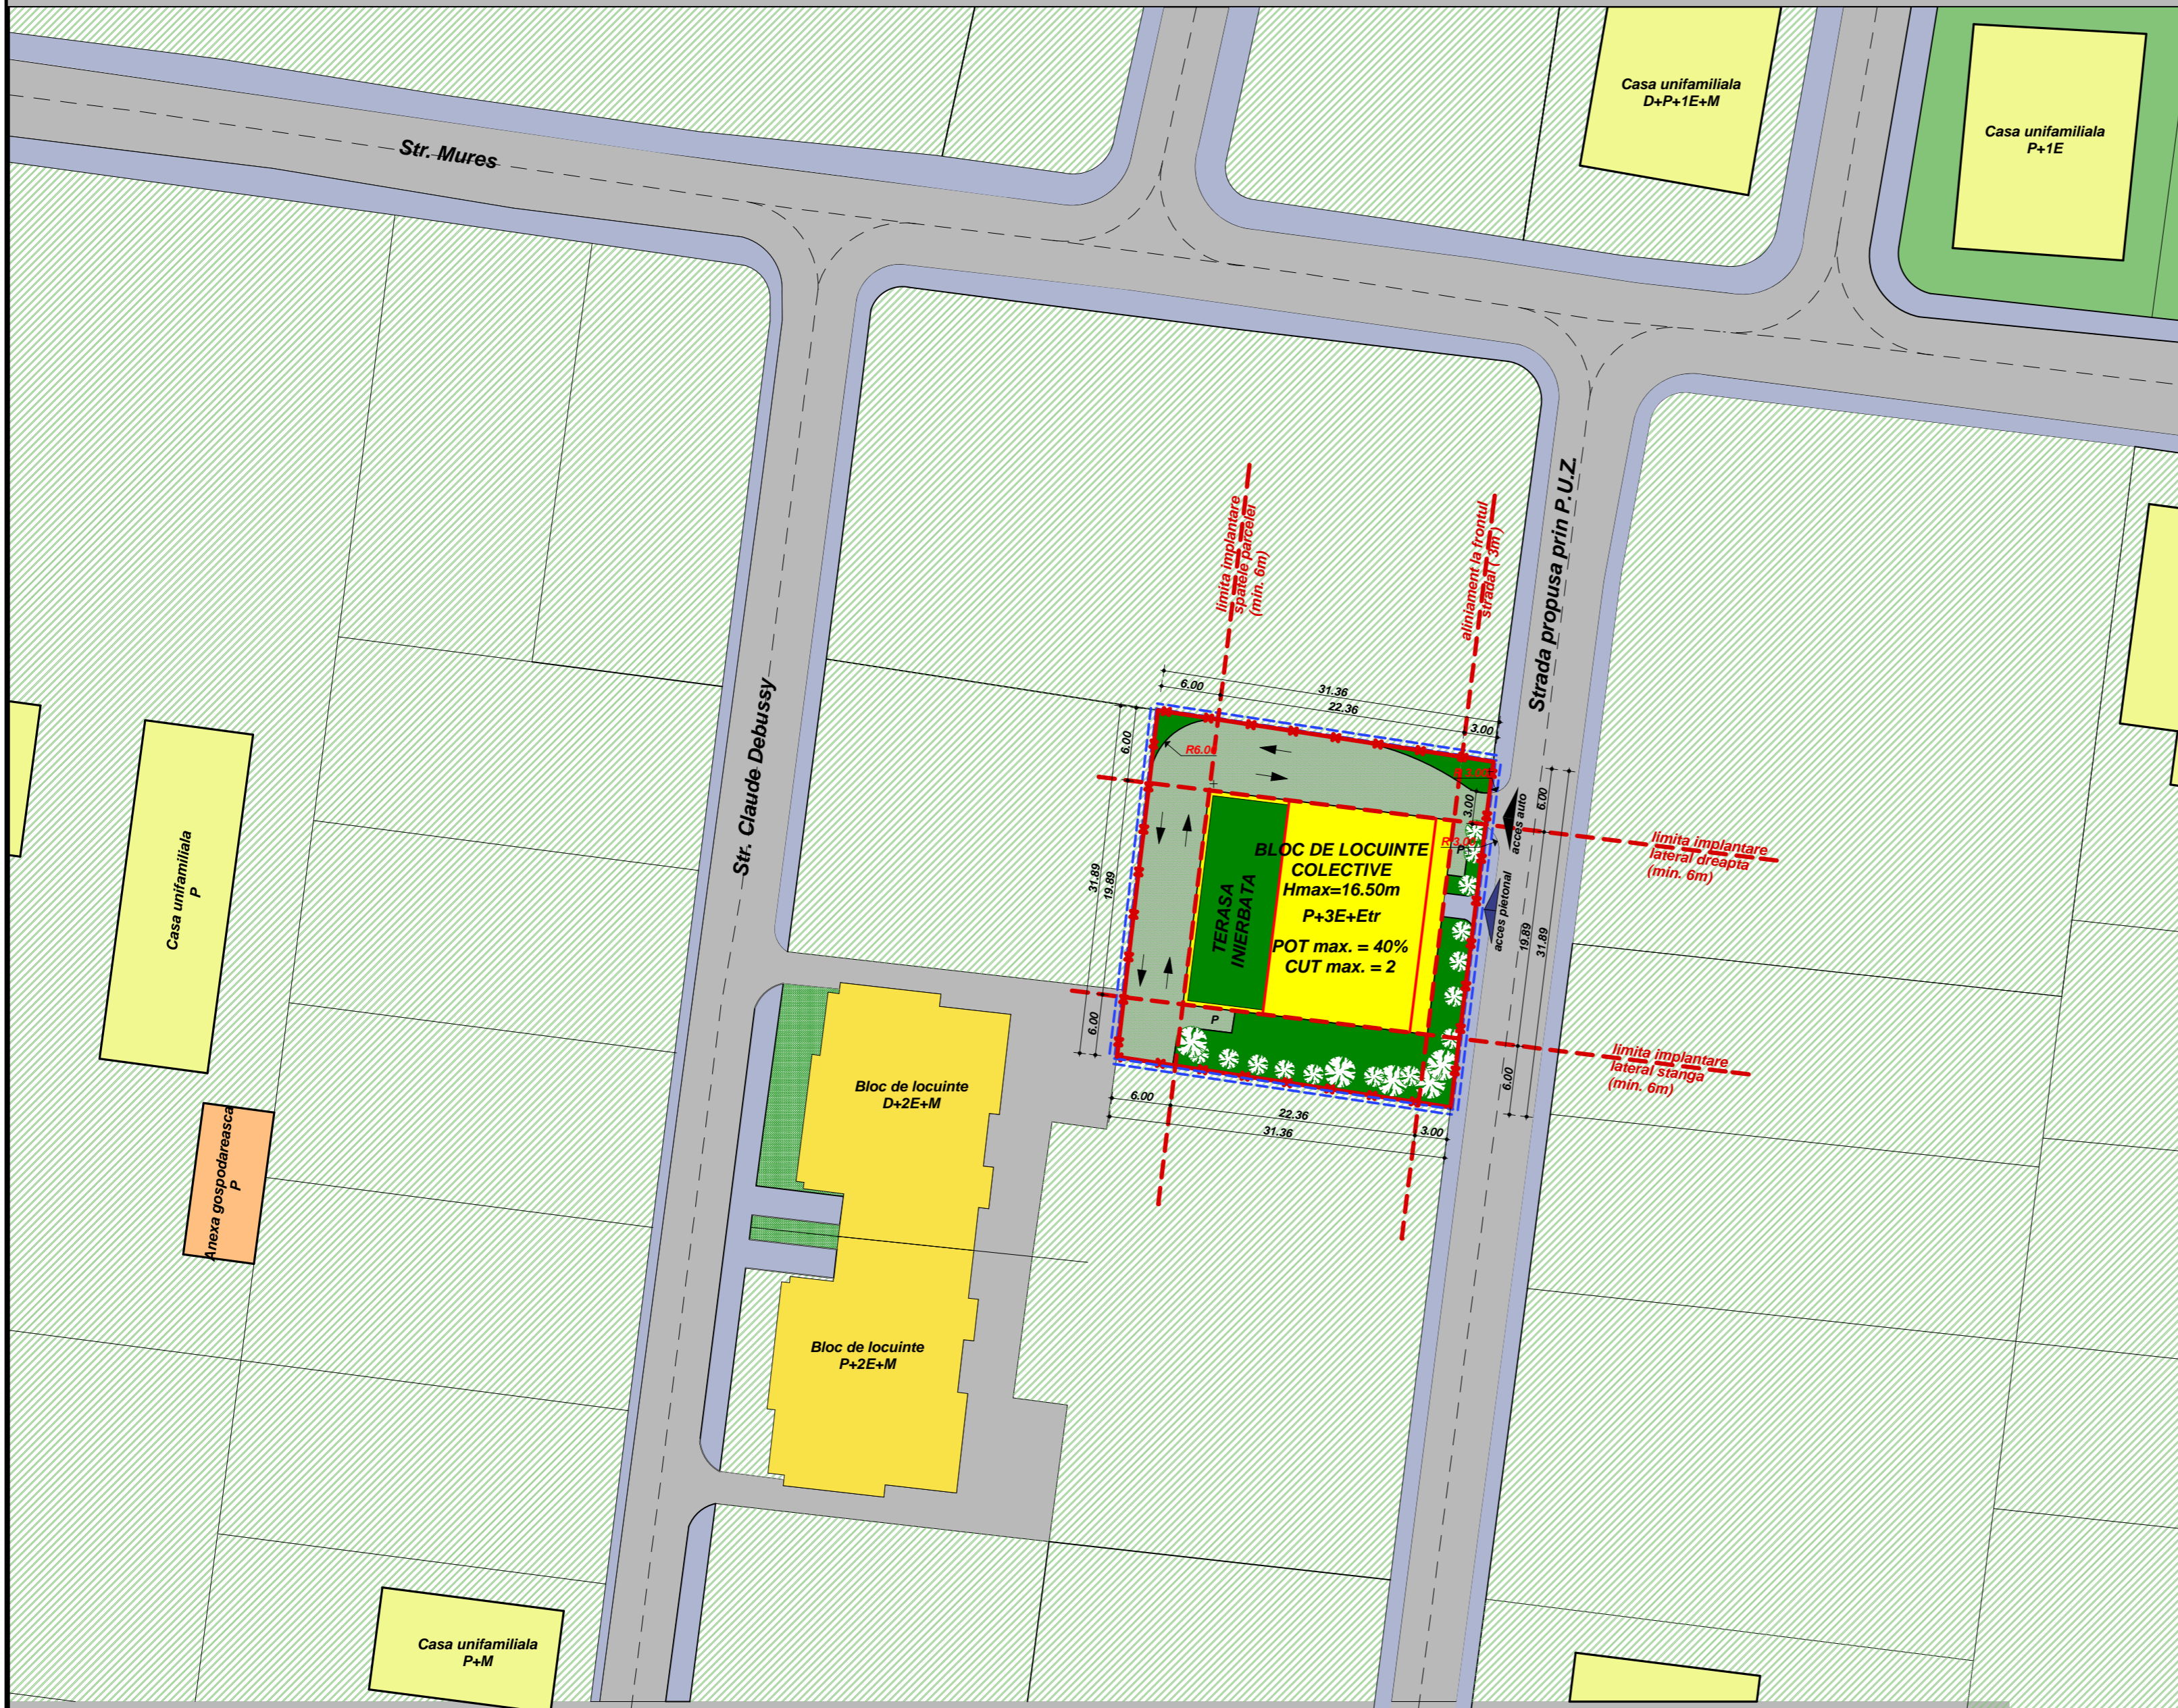 Casa unifamiliala
D+P+1E+M
Casa unifamiliala
P+1E
Str. Mures
Strada propusa prin P.U.Z.
limita implantare
spatele parcelei
(min. 6m)
aliniament la frontul
stradal ( 3m )
Str. Claude Debussy
6.00
31.36
22.36
3.00
6.00
31.89
19.89
6.00
R6.00
3.00
R 3.00
P
acces auto
acces pietonal
6.00
19.89
31.89
6.00
limita implantare
lateral dreapta
(min. 6m)
BLOC DE LOCUINTE
COLECTIVE
Hmax=16.50m
P+3E+Etr
POT max. = 40%
CUT max. = 2
TERASA
INIERBATA
P
limita implantare
lateral stanga
(min. 6m)
6.00
22.36
31.36
3.00
Casa unifamiliala
P
Anexa gospodareasca
P
Bloc de locuinte
D+2E+M
Bloc de locuinte
P+2E+M
Casa unifamiliala
P+M